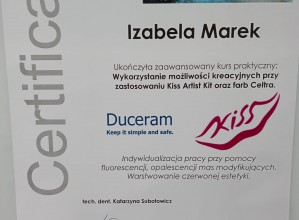 Certifica
Izabela Marek
Ukończyła zaawansowany kurs praktyczny:
Wykorzystanie możliwości kreacyjnych przy
zastosowaniu Kiss Artist Kit oraz farb Celtra.
Duceram
Keep it simple and safe.
Kiss
Indywidualizacja pracy przy pomocy
fluorescencji, opalescencji mas modyfikujących.
Warstwowanie czerwonej estetyki.
tech. dent. Katarzyna Sobolowicz